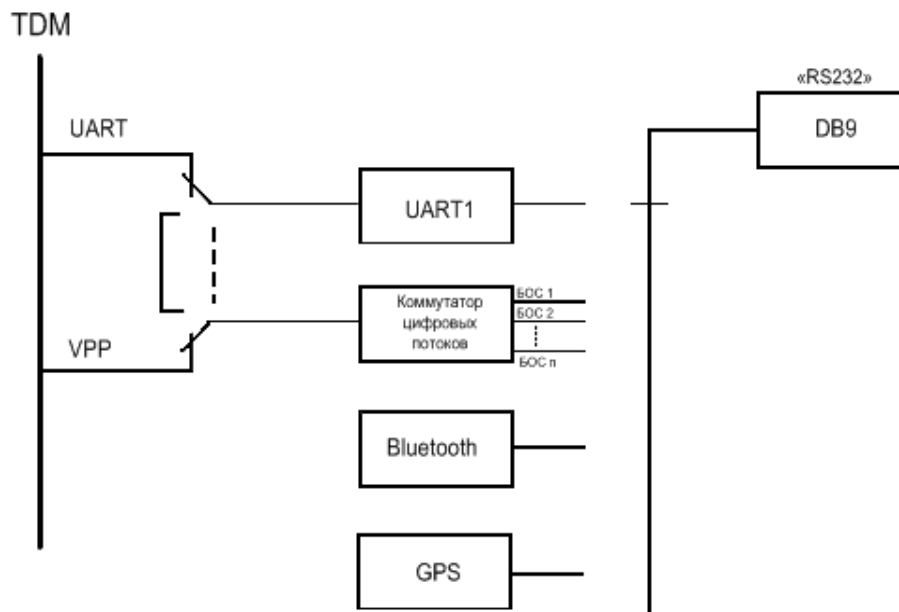 TDM
«RS232»
DB9
UART
UART1
Коммутатор
цифровых
потоков
БОС 1
БОС 2
БОС n
VPP
Bluetooth
GPS